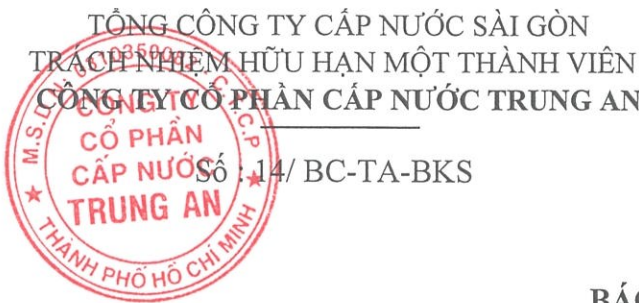 TỔNG CÔNG TY CẤP NƯỚC SÀI GÒN
TRÁCH NHIỆM HỮU HẠN MỘT THÀNH VIÊN
CÔNG TY CỔ PHẦN CẤP NƯỚC TRUNG AN
Số : 14/ BC-TA-BKS
M.S.D.N: C.T.C.P
CÔNG TY
CỔ PHẦN
CẤP NƯỚC
TRUNG AN
THÀNH PHỐ HỒ CHÍ MINH